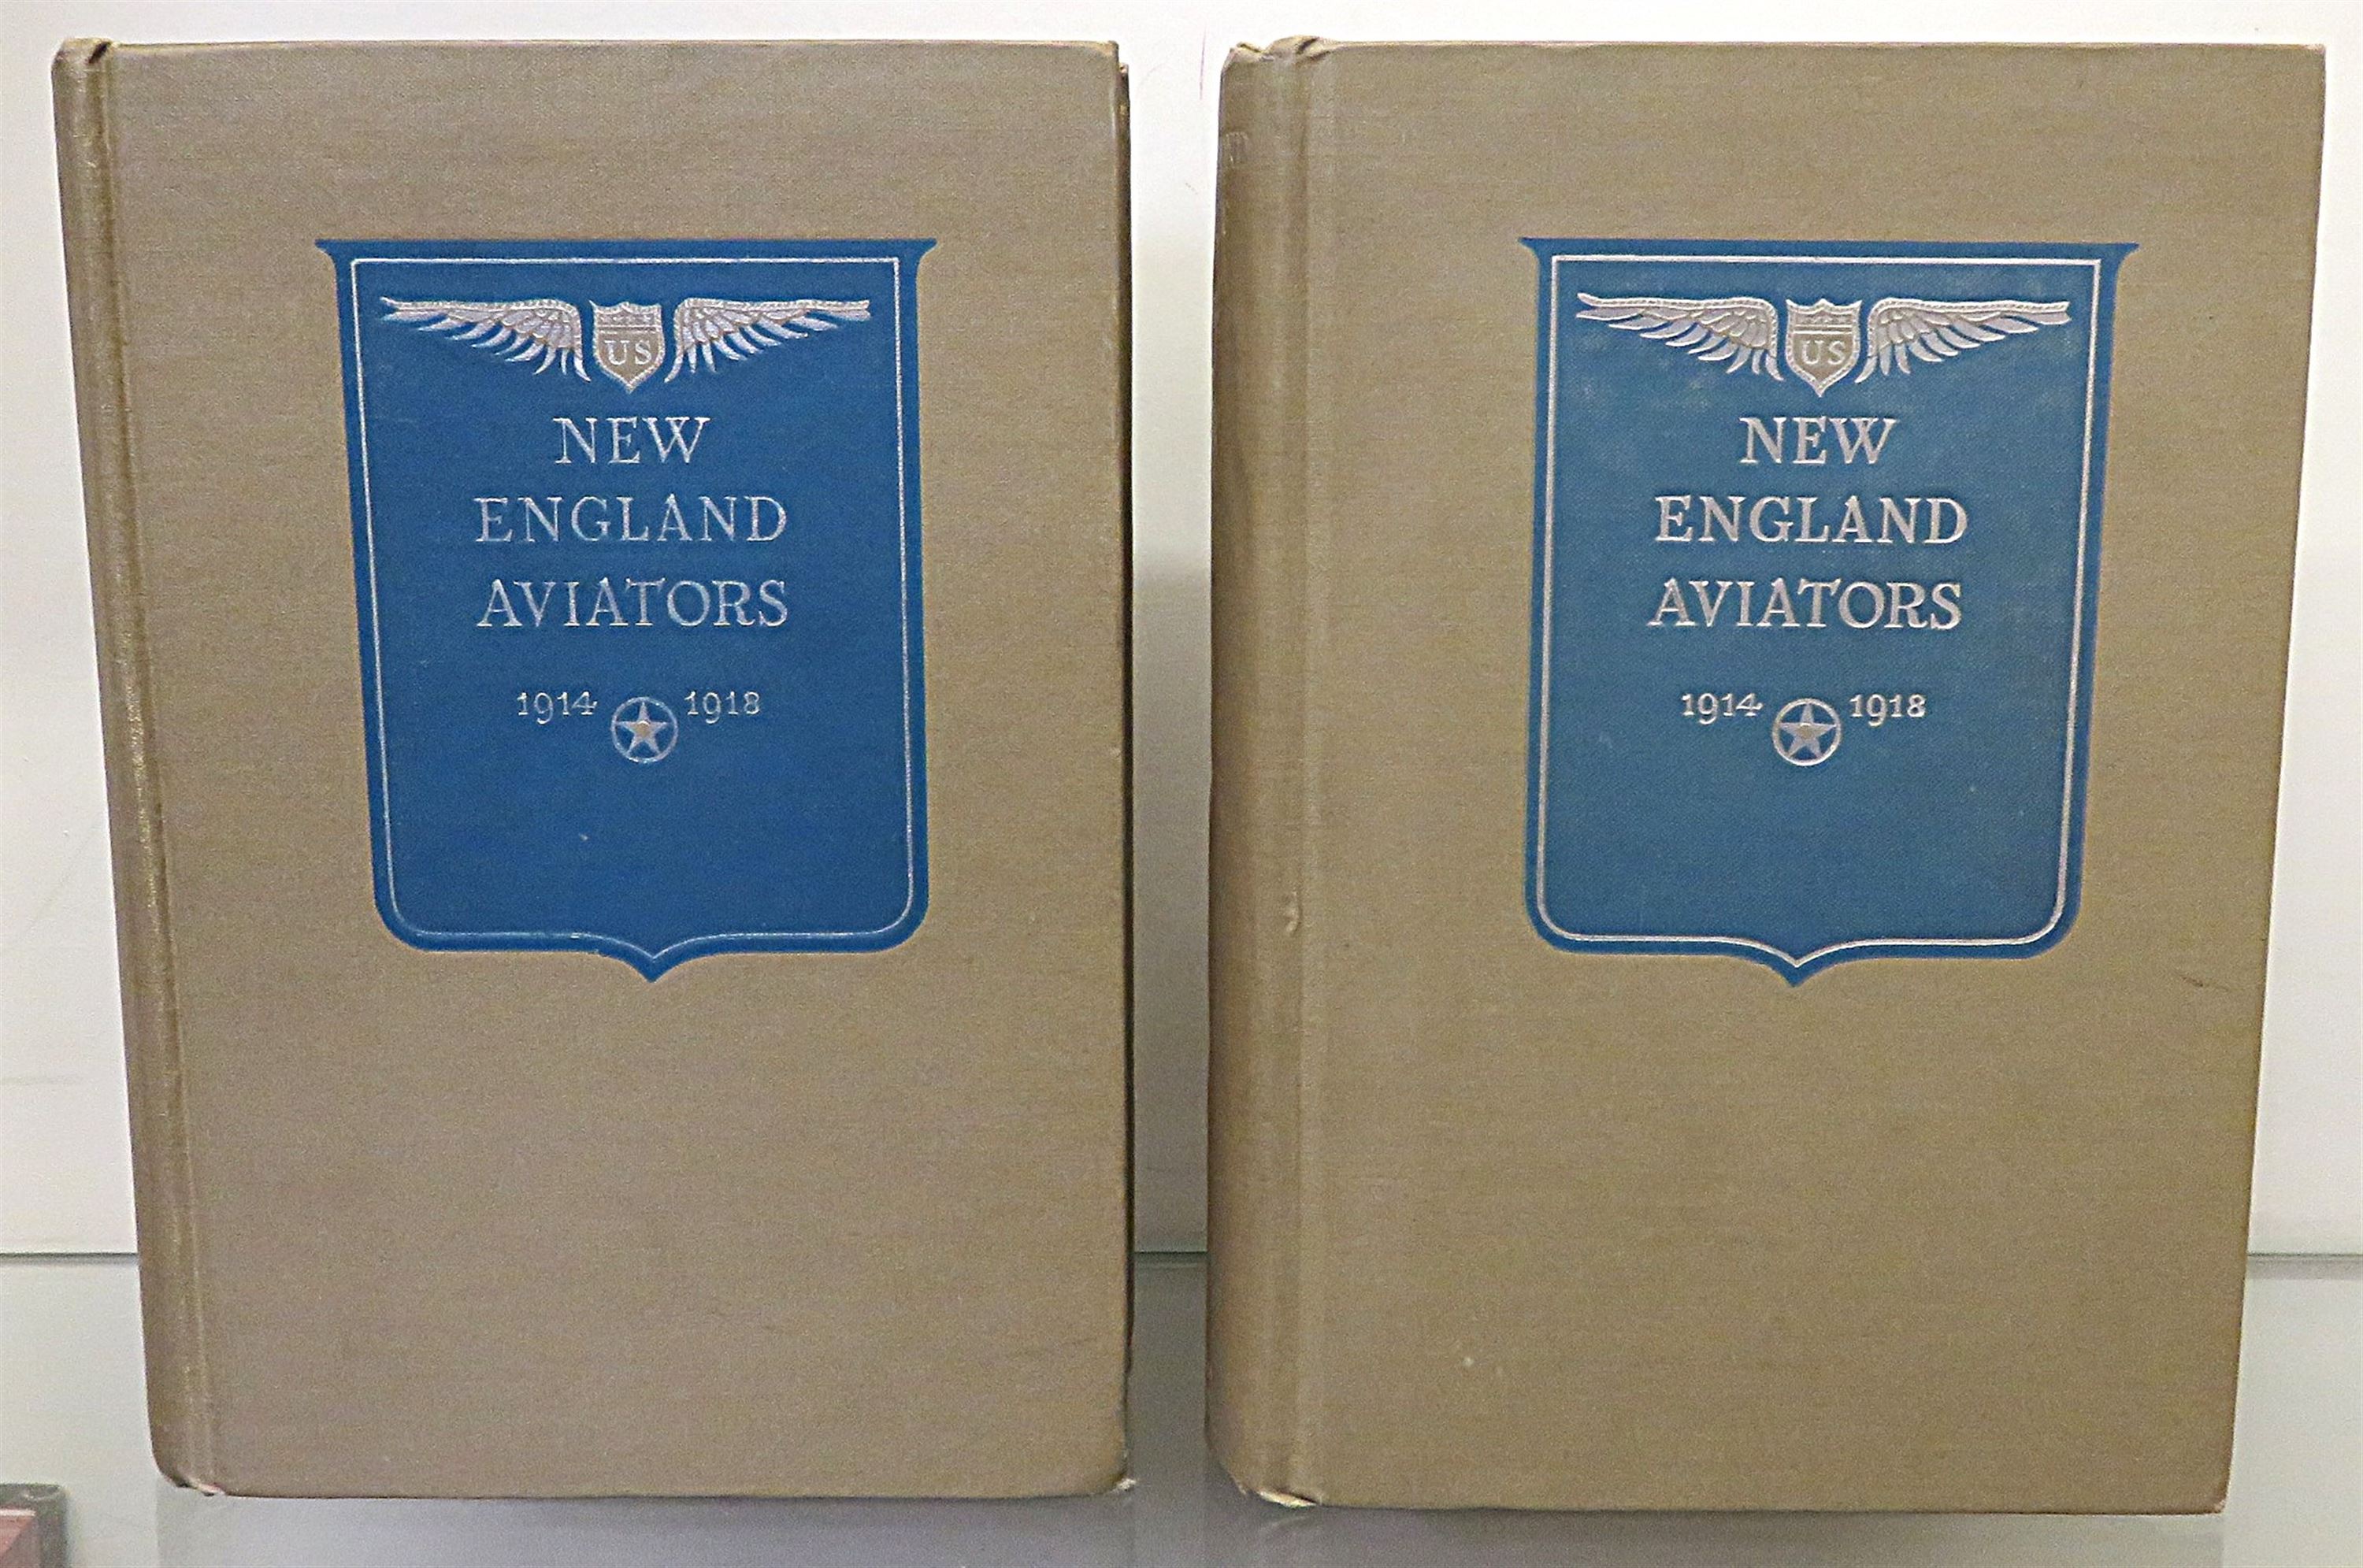 US
NEW
ENGLAND
AVIATORS
1914 1918
US
NEW
ENGLAND
AVIATORS
1914 1918